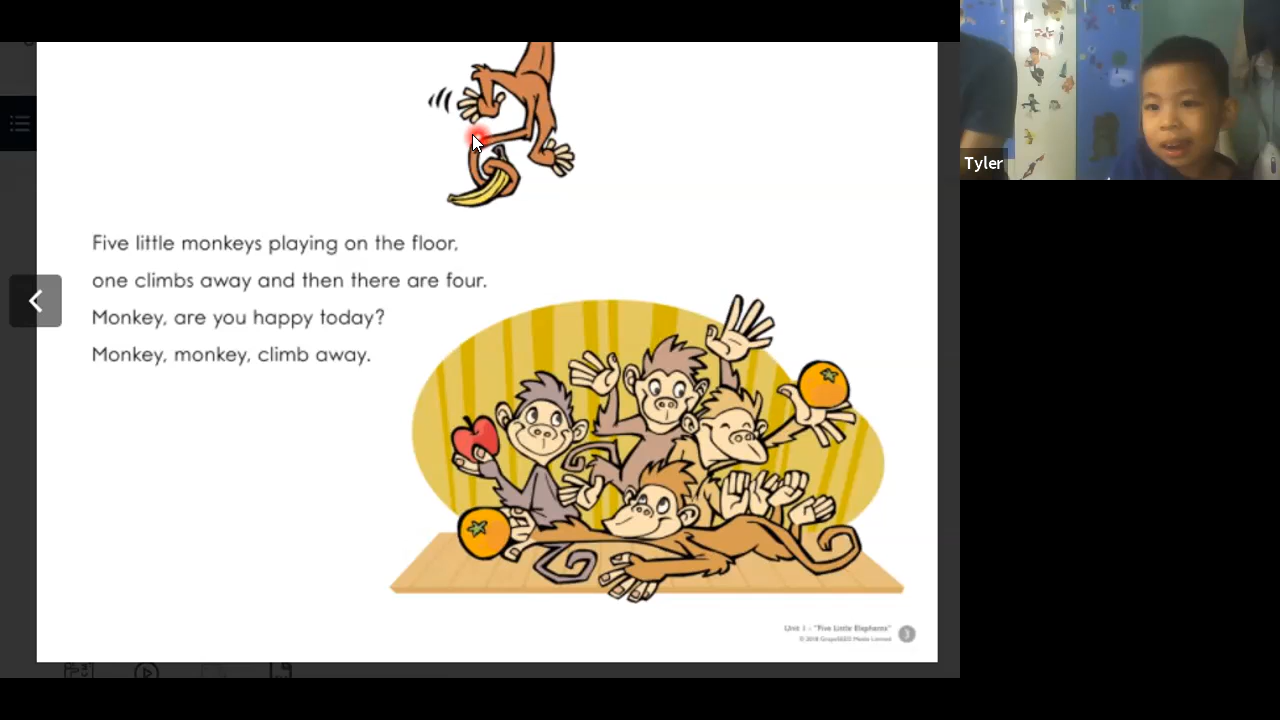 Tyler
Five little monkeys playing on the floor,
one climbs away and then there are four.
Monkey, are you happy today?
Monkey, monkey, climb away.
Unit 1 - "Five Little Elephants"
© 2018 GrapeSEED Media Limited
3